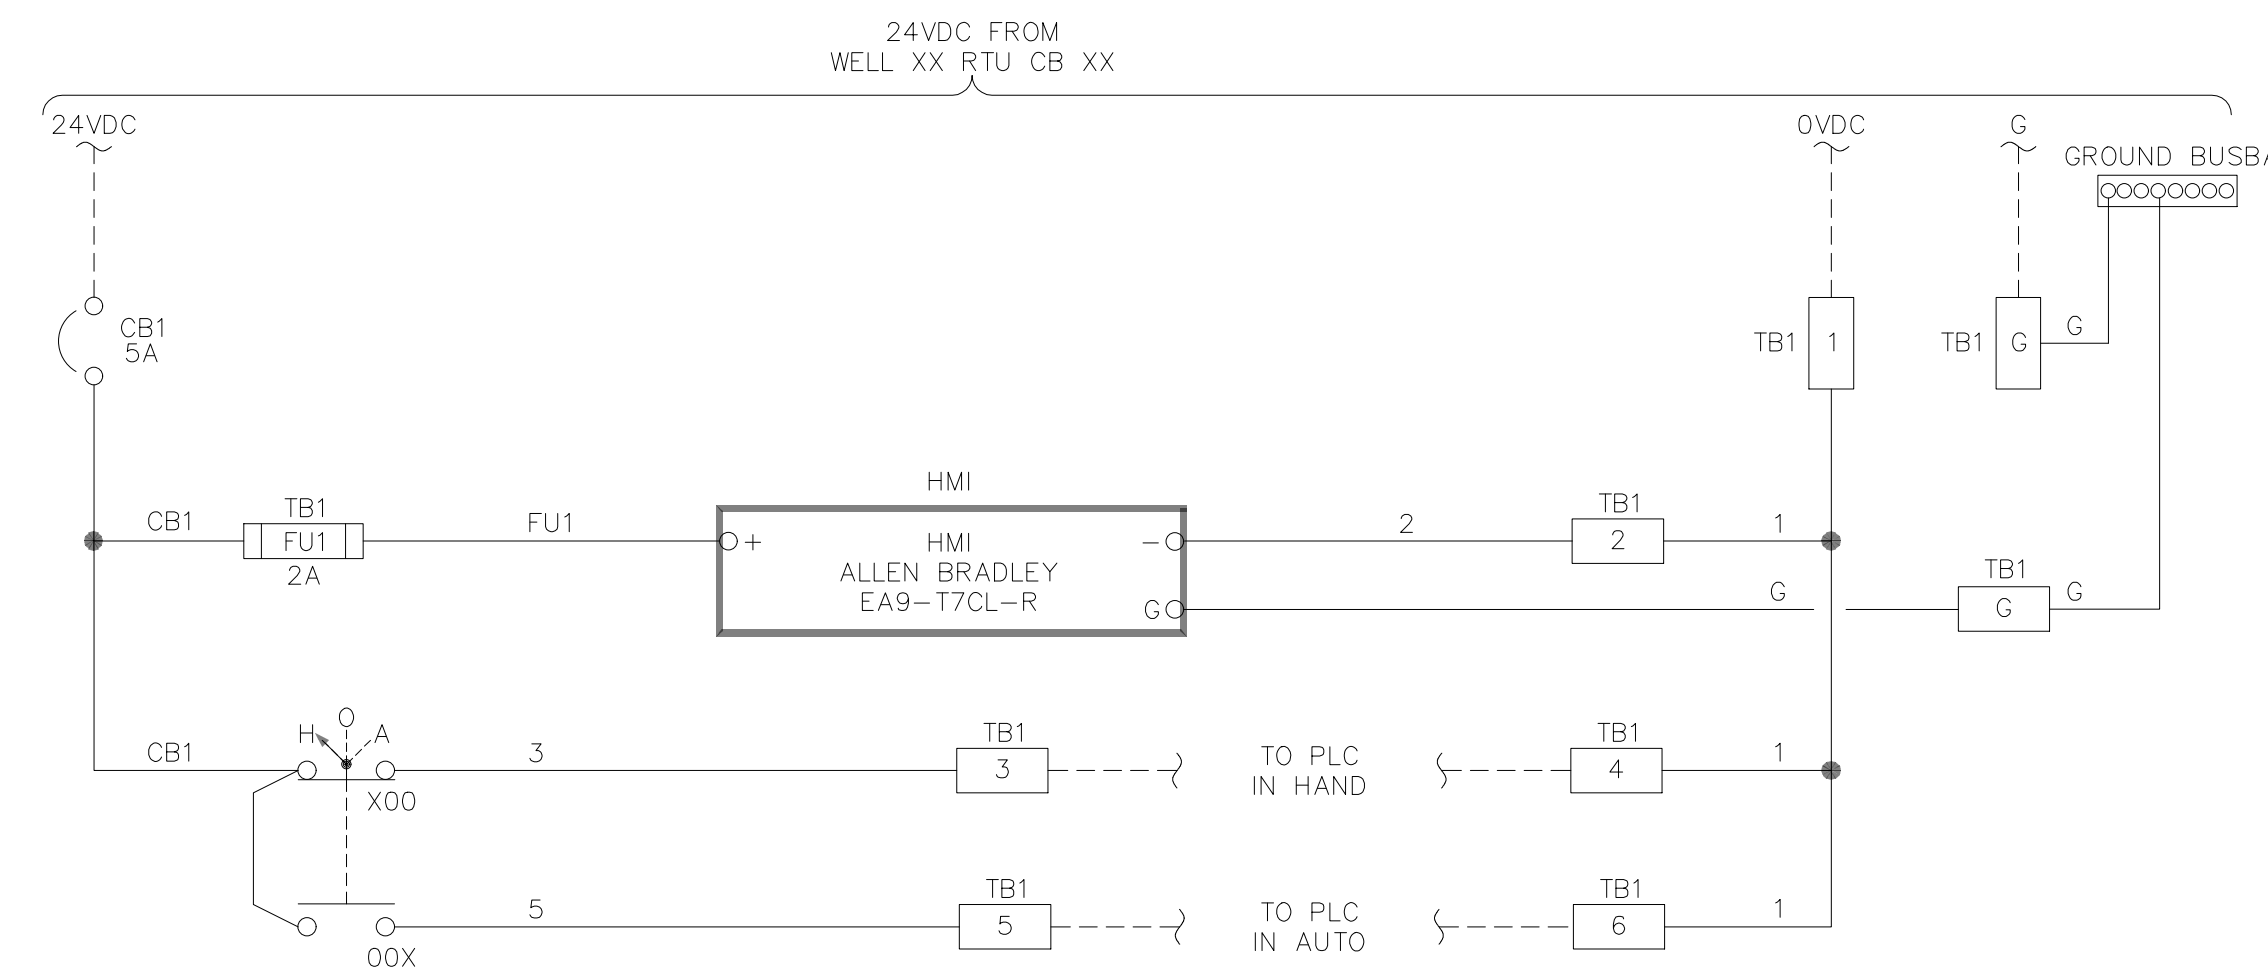 24VDC FROM
WELL XX RTU CB XX
24VDC
0VDC
G
GROUND BUSBA
CB1
5A
TB1
1
TB1
G
G
HMI
CB1
TB1
FU1
2A
FU1
+
HMI
ALLEN BRADLEY
EA9-T7CL-R
-
G
2
TB1
2
1
G
TB1
G
G
H
O
A
CB1
X00
3
TB1
3
TO PLC
IN HAND
TB1
4
1
00X
5
TB1
5
TO PLC
IN AUTO
TB1
6
1